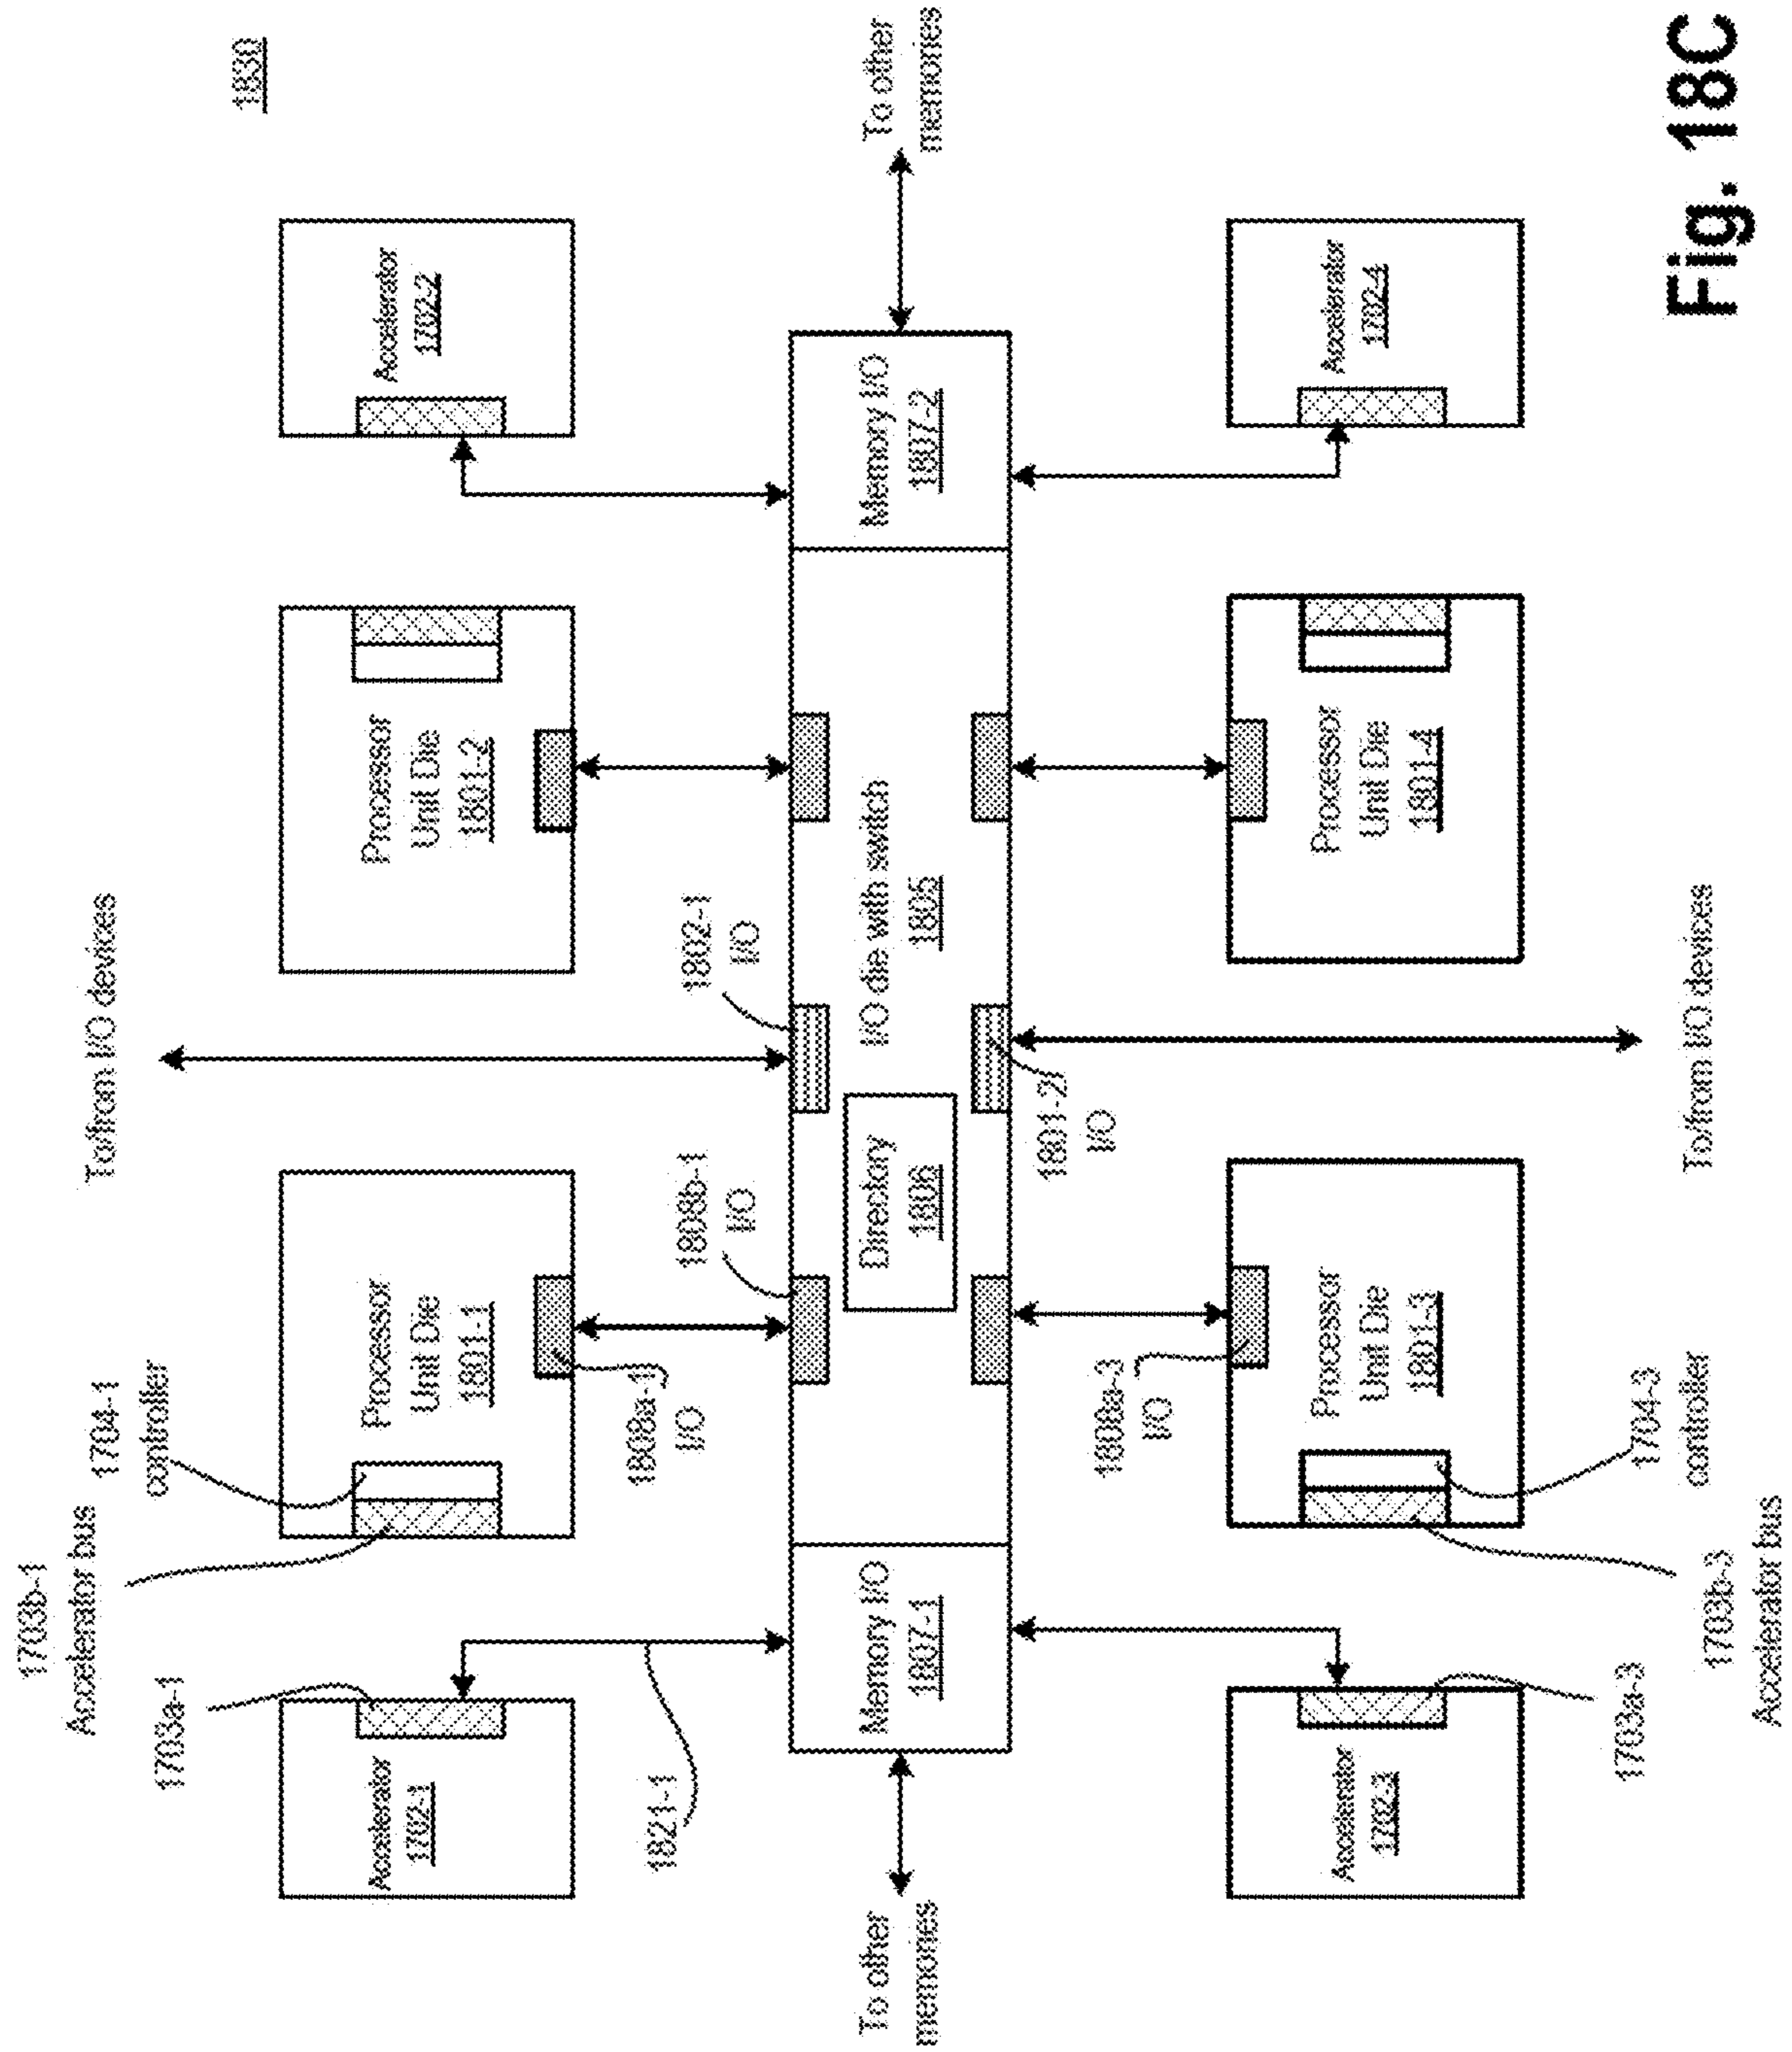 1830
1703b-1
Accelerator bus
1704-1
controller
To/from I/O devices
1703a-1
Accelerator
1702-1
Processor
Unit Die
1801-1
Processor
Unit Die
1801-2
Accelerator
1702-2
1821-1
1808a-1
I/O
1808b-1
I/O
1802-1
I/O
To other
memories
Memory I/O
1807-1
Directory
1806
I/O die with switch
1805
Memory I/O
1807-2
To other
memories
1808a-3
I/O
1801-2
I/O
Accelerator
1702-3
Processor
Unit Die
1801-3
Processor
Unit Die
1801-4
Accelerator
1702-4
1703a-3
1704-3
controller
1703b-3
Accelerator bus
To/from I/O devices
Fig. 18C